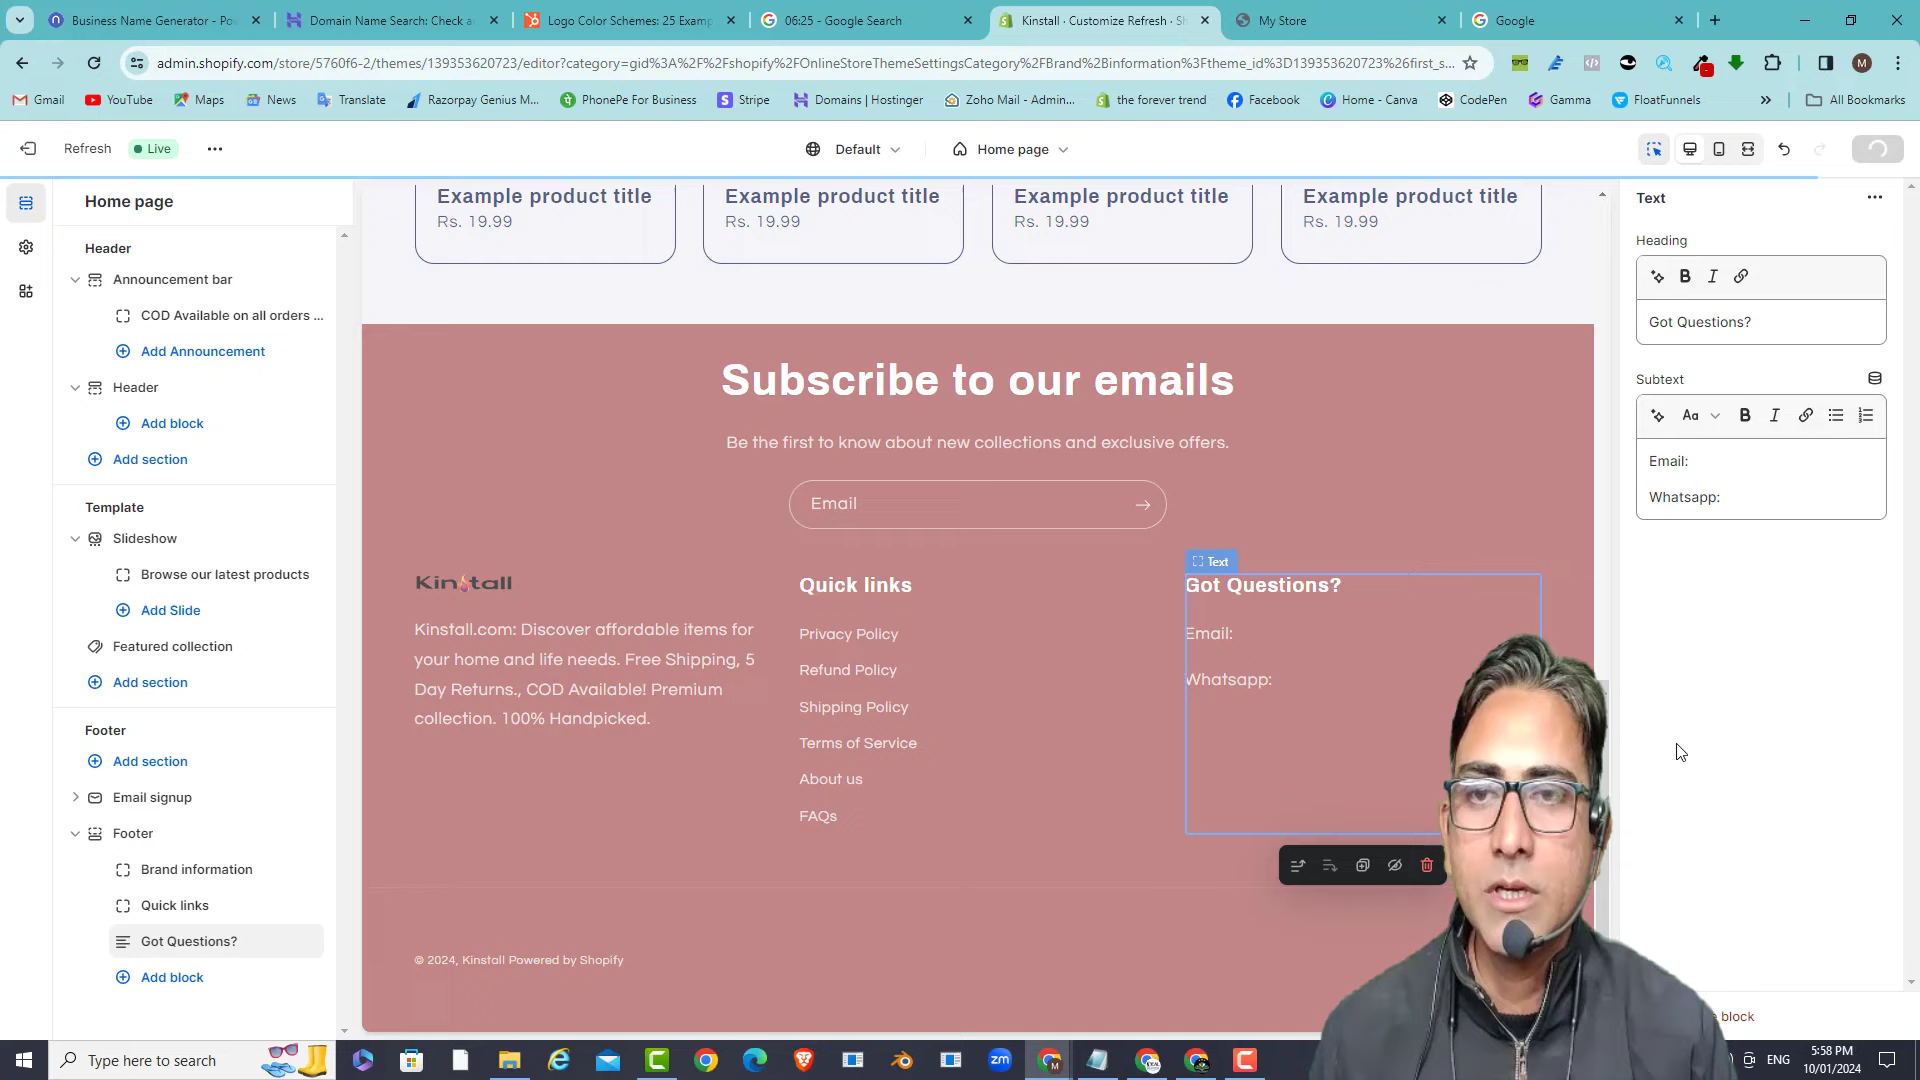 Business Name Generator - Po
Domain Name Search: Check a
Logo Color Schemes: 25 Examp
06:25 - Google Search
Kinstall · Customize Refresh · Sh
My Store
Google
admin.shopify.com/store/5760f6-2/themes/139353620723/editor?category=gid%3A%2F%2Fshopify%2FOnlineStoreThemeSettingsCategory%2FBrand%2Binformation%3Ftheme_id%3D139353620723%26first_s...
M
Gmail
YouTube
Maps
News
Translate
Razorpay Genius M...
PhonePe For Business
Stripe
Domains | Hostinger
Zoho Mail - Admin...
the forever trend
Facebook
Home - Canva
CodePen
Gamma
FloatFunnels
All Bookmarks
Refresh
Live
Default
Home page
Home page
Header
Announcement bar
COD Available on all orders ...
Add Announcement
Header
Add block
Add section
Template
Slideshow
Browse our latest products
Add Slide
Featured collection
Add section
Footer
Add section
Email signup
Footer
Brand information
Quick links
Got Questions?
Add block
Example product title
Rs. 19.99
Example product title
Rs. 19.99
Example product title
Rs. 19.99
Example product title
Rs. 19.99
Subscribe to our emails
Be the first to know about new collections and exclusive offers.
Email
Kinstall
Kinstall.com: Discover affordable items for
your home and life needs. Free Shipping, 5
Day Returns., COD Available! Premium
collection. 100% Handpicked.
Quick links
Privacy Policy
Refund Policy
Shipping Policy
Terms of Service
About us
FAQs
Text
Got Questions?
Email:
Whatsapp:
© 2024, Kinstall Powered by Shopify
Text
Heading
B I
Got Questions?
Subtext
Aa B I
Email:
Whatsapp:
block
Type here to search
zm
ENG
5:58 PM
10/01/2024